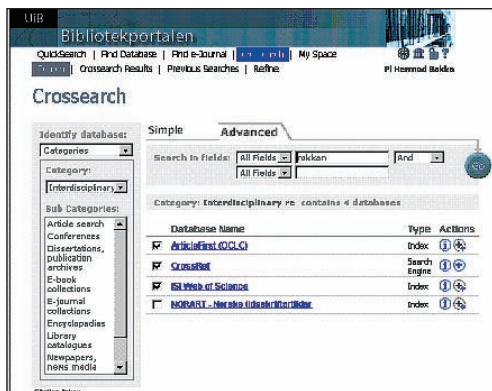 UiB
Bibliotekportalen
QuickSearch | Find Database | Find e-Journal | | My Space
Crossearch Results | Previous Searches | Refine
Crossearch
Identify database:
Categories
Category:
Interdisciplinary
Sub Categories:
Article search
Conferences
Dissertations,
publication
archives
E-book
collections
E-journal
collections
Encyclopedias
Library
catalogues
Newspapers,
news media
Simple Advanced
Search in fields: All Fields rokkan And
All Fields
GO
Category: Interdisciplinary re contains 4 databases
Database Name Type Actions
ArticleFirst (OCLC) Index
CrossRef Search Engine
ISI Web of Science Index
NORART - Norske tidsskriftartikler Index